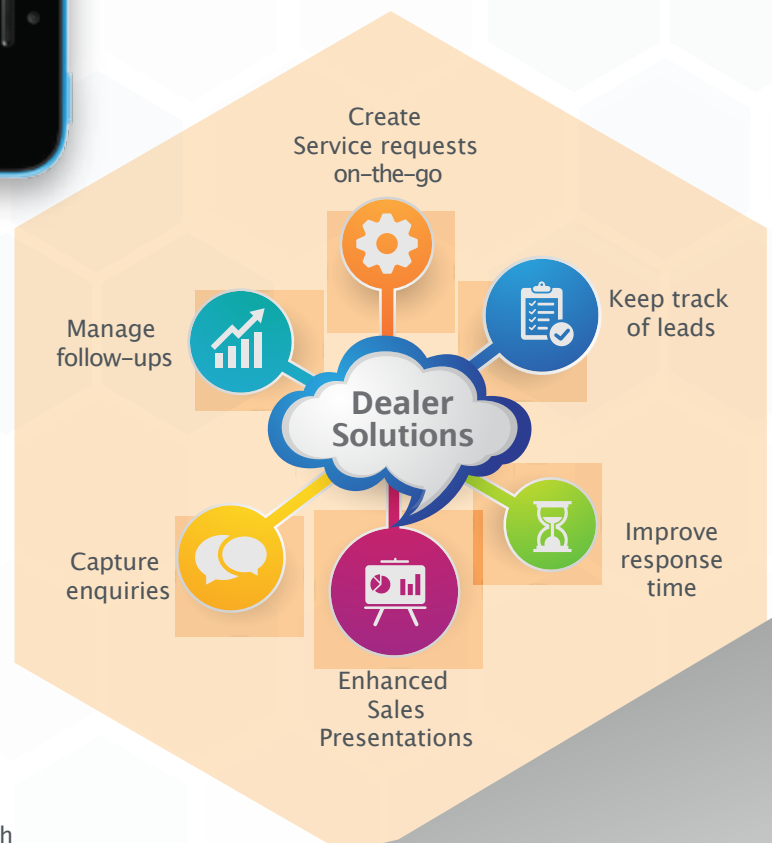 Create
Service requests
on-the-go
Keep track
of leads
Manage
follow-ups
Dealer
Solutions
Improve
response
time
Capture
enquiries
Enhanced
Sales
Presentations
h